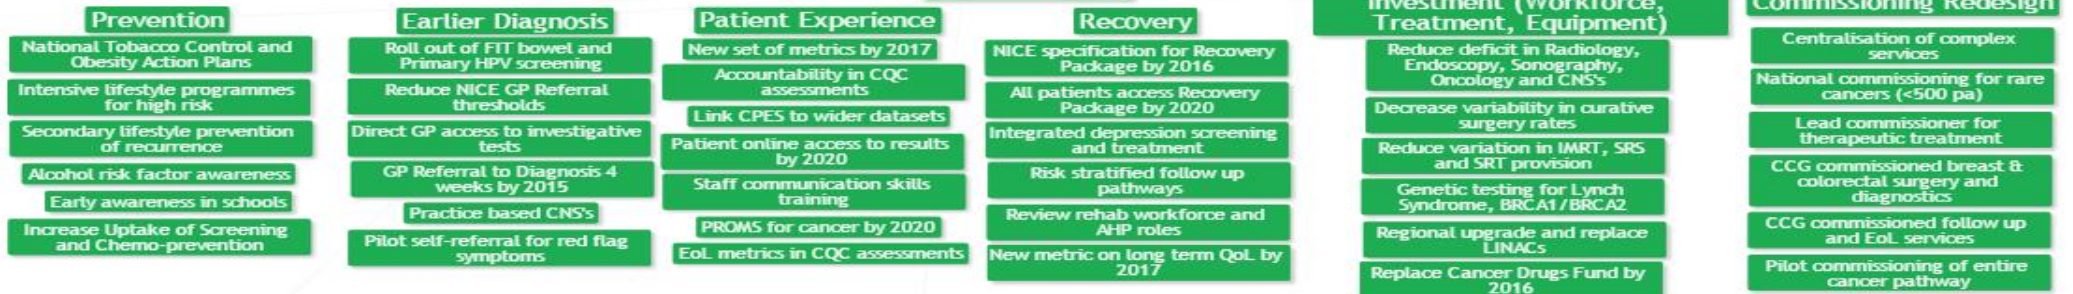 Prevention
National Tobacco Control and
Obesity Action Plans
Intensive lifestyle programmes
for high risk
Secondary lifestyle prevention
of recurrence
Alcohol risk factor awareness
Early awareness in schools
Increase Uptake of Screening
and Chemo-prevention
Earlier Diagnosis
Roll out of FIT bowel and
Primary HPV screening
Reduce NICE GP Referral
thresholds
Direct GP access to investigative
tests
GP Referral to Diagnosis 4
weeks by 2015
Practice based CNS's
Pilot self-referral for red flag
symptoms
Patient Experience
New set of metrics by 2017
Accountability in CQC
assessments
Link CPES to wider datasets
Patient online access to results
by 2020
Staff communication skills
training
PROMS for cancer by 2020
EoL metrics in CQC assessments
Recovery
NICE specification for Recovery
Package by 2016
All patients access Recovery
Package by 2020
Integrated depression screening
and treatment
Risk stratified follow up
pathways
Review rehab workforce and
AHP roles
New metric on long term QoL by
2017
Investment (Workforce,
Treatment, Equipment)
Reduce deficit in Radiology,
Endoscopy, Sonography,
Oncology and CNS's
Decrease variability in curative
surgery rates
Reduce variation in IMRT, SRS
and SRT provision
Genetic testing for Lynch
Syndrome, BRCA1/BRCA2
Regional upgrade and replace
LINACs
Replace Cancer Drugs Fund by
2016
Commissioning Redesign
Centralisation of complex
services
National commissioning for rare
cancers (<500 pa)
Lead commissioner for
therapeutic treatment
CCG commissioned breast &
colorectal surgery and
diagnostics
CCG commissioned follow up
and EoL services
Pilot commissioning of entire
cancer pathway